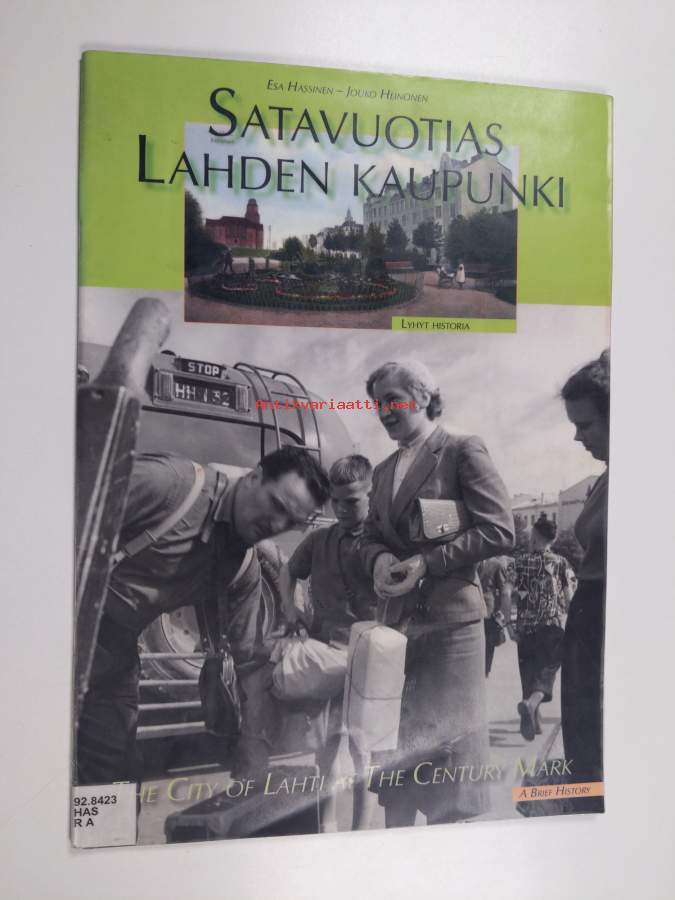 Esa Hassinen – Jouko Heinonen
Satavuotias
Lahden kaupunki
Lyhyt historia
STOP
HH 132
Antikvariaatti.net
The City of Lahti at The Century Mark
A Brief History
92.8423
HAS
R A